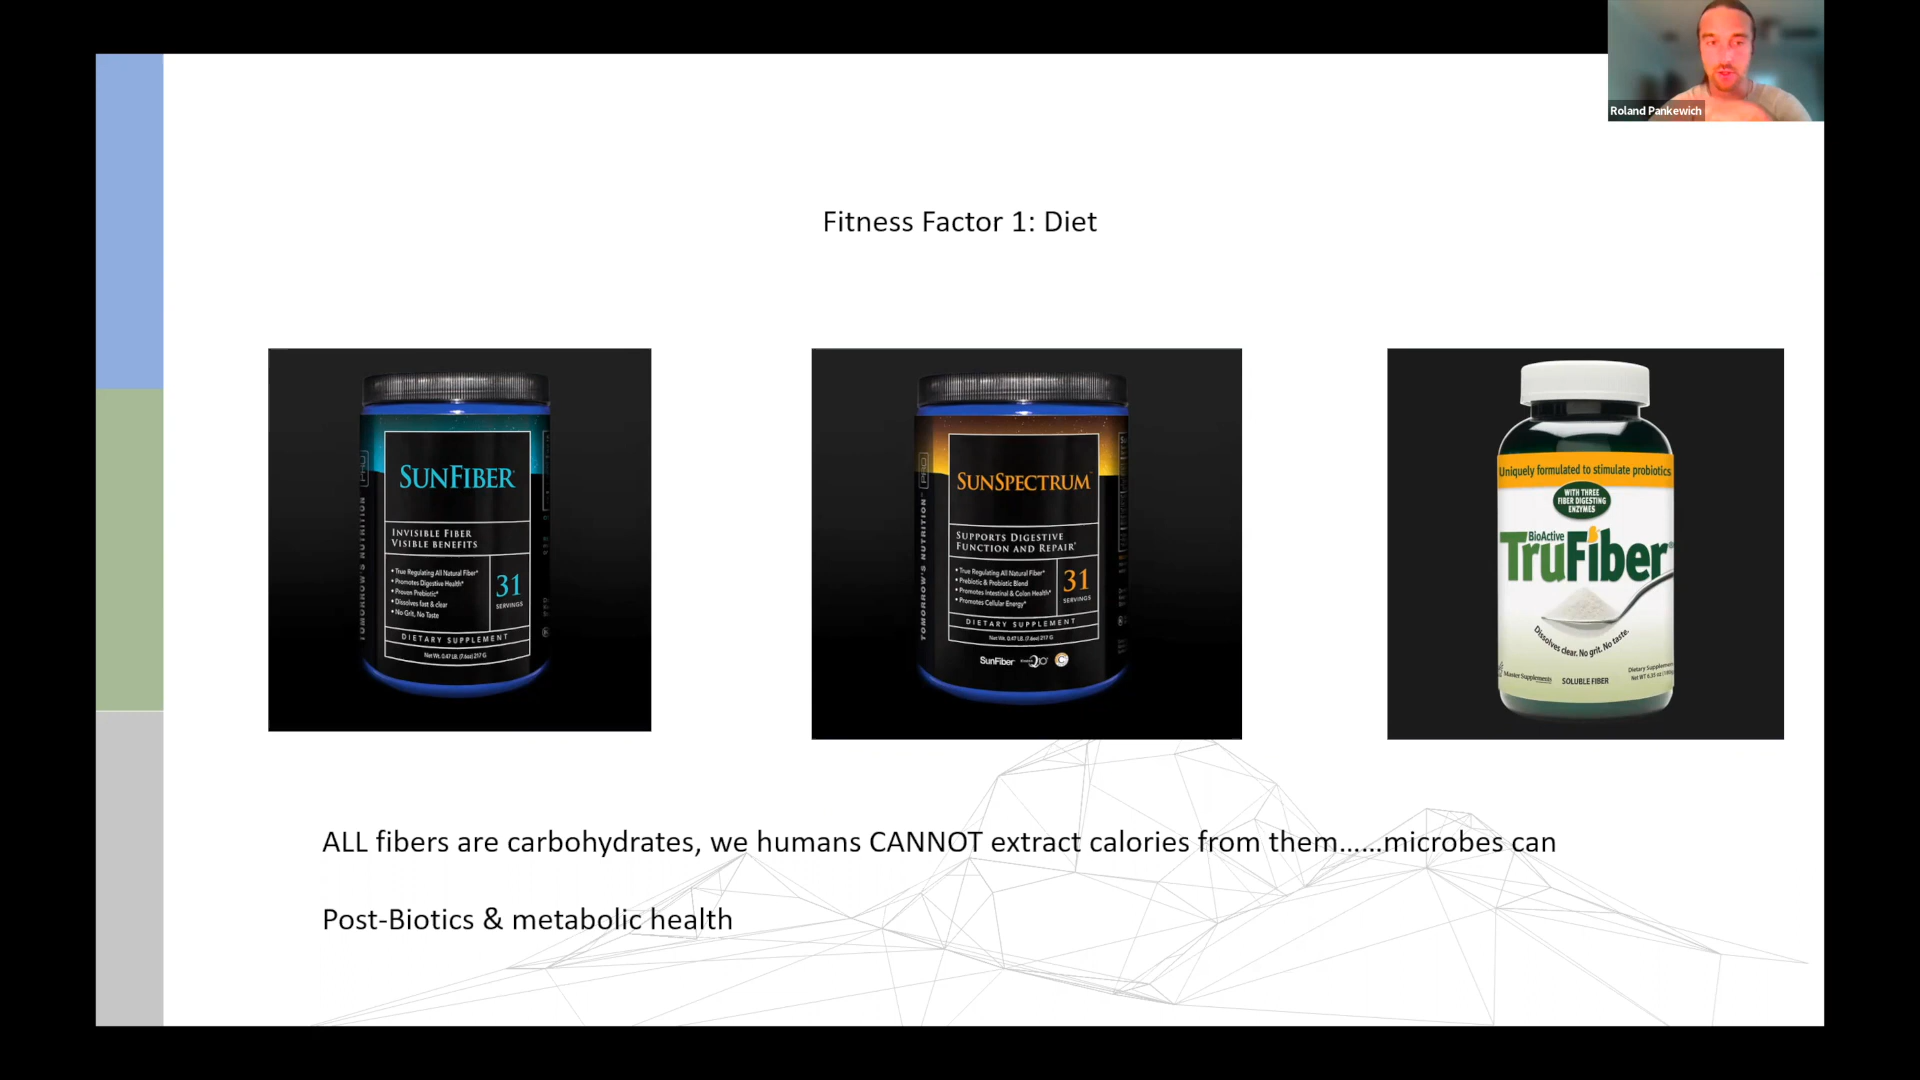 Roland Pankewich
Fitness Factor 1: Diet
SUNFIBER
INVISIBLE FIBER
VISIBLE BENEFITS
• True Regulating All Natural Fiber*
• Promotes Digestive Health*
• Proven Prebiotic*
• Dissolves fast & clear
• No Grit, No Taste
31
SERVINGS
DIETARY SUPPLEMENT
Net Wt. 0.47 LB. (7.6oz) 217 G
TOMORROW'S NUTRITION
SUNSPECTRUM
SUPPORTS DIGESTIVE
FUNCTION AND REPAIR*
• True Regulating All Natural Fiber*
• Prebiotic & Probiotic Blend
• Promotes Intestinal & Colon Health*
• Promotes Cellular Energy*
31
SERVINGS
DIETARY SUPPLEMENT
Net Wt. 0.47 LB. (7.6oz) 217 G
SunFiber
TOMORROW'S NUTRITION PRO
Uniquely formulated to stimulate probiotics
WITH THREE
FIBER DIGESTING
ENZYMES
BioActive
TruFiber
Dissolves clear. No grit. No taste.
Master Supplements
SOLUBLE FIBER
Dietary Supplement
ALL fibers are carbohydrates, we humans CANNOT extract calories from them……microbes can
Post-Biotics & metabolic health